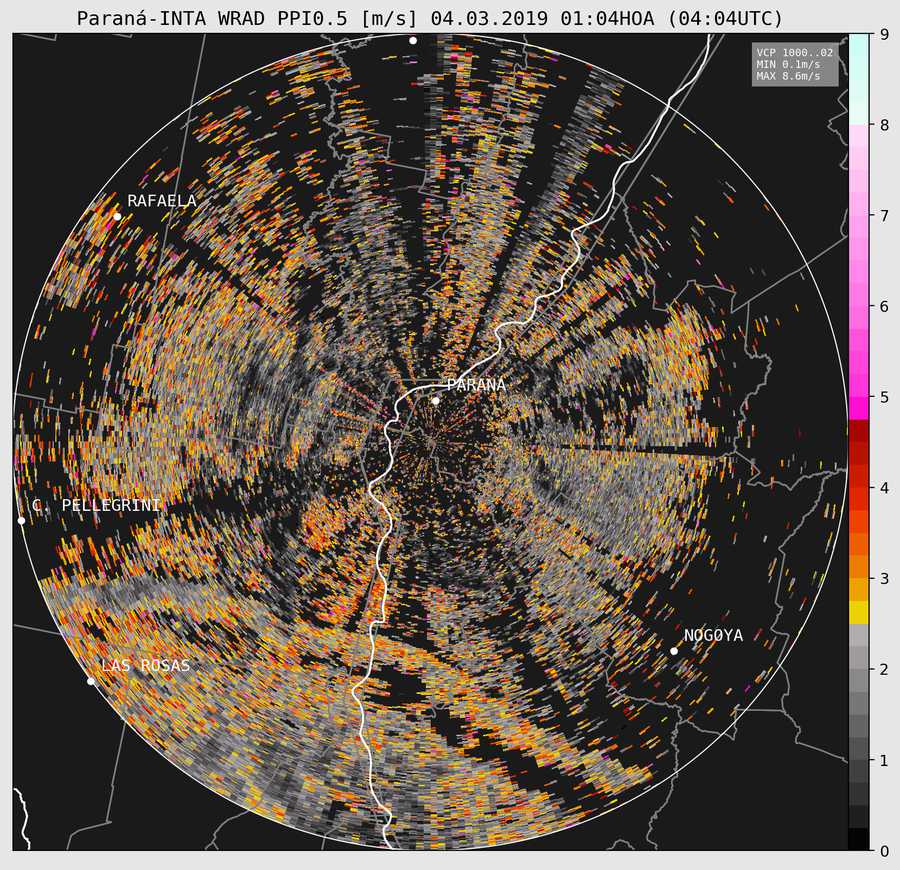 Paraná-INTA WRAD PPI0.5 [m/s] 04.03.2019 01:04HOA (04:04UTC)
VCP 1000..02
MIN 0.1m/s
MAX 8.6m/s
9
8
7
6
5
4
3
2
1
0
RAFAELA
PARANA
C. PELLEGRINI
NOGOYA
LAS ROSAS